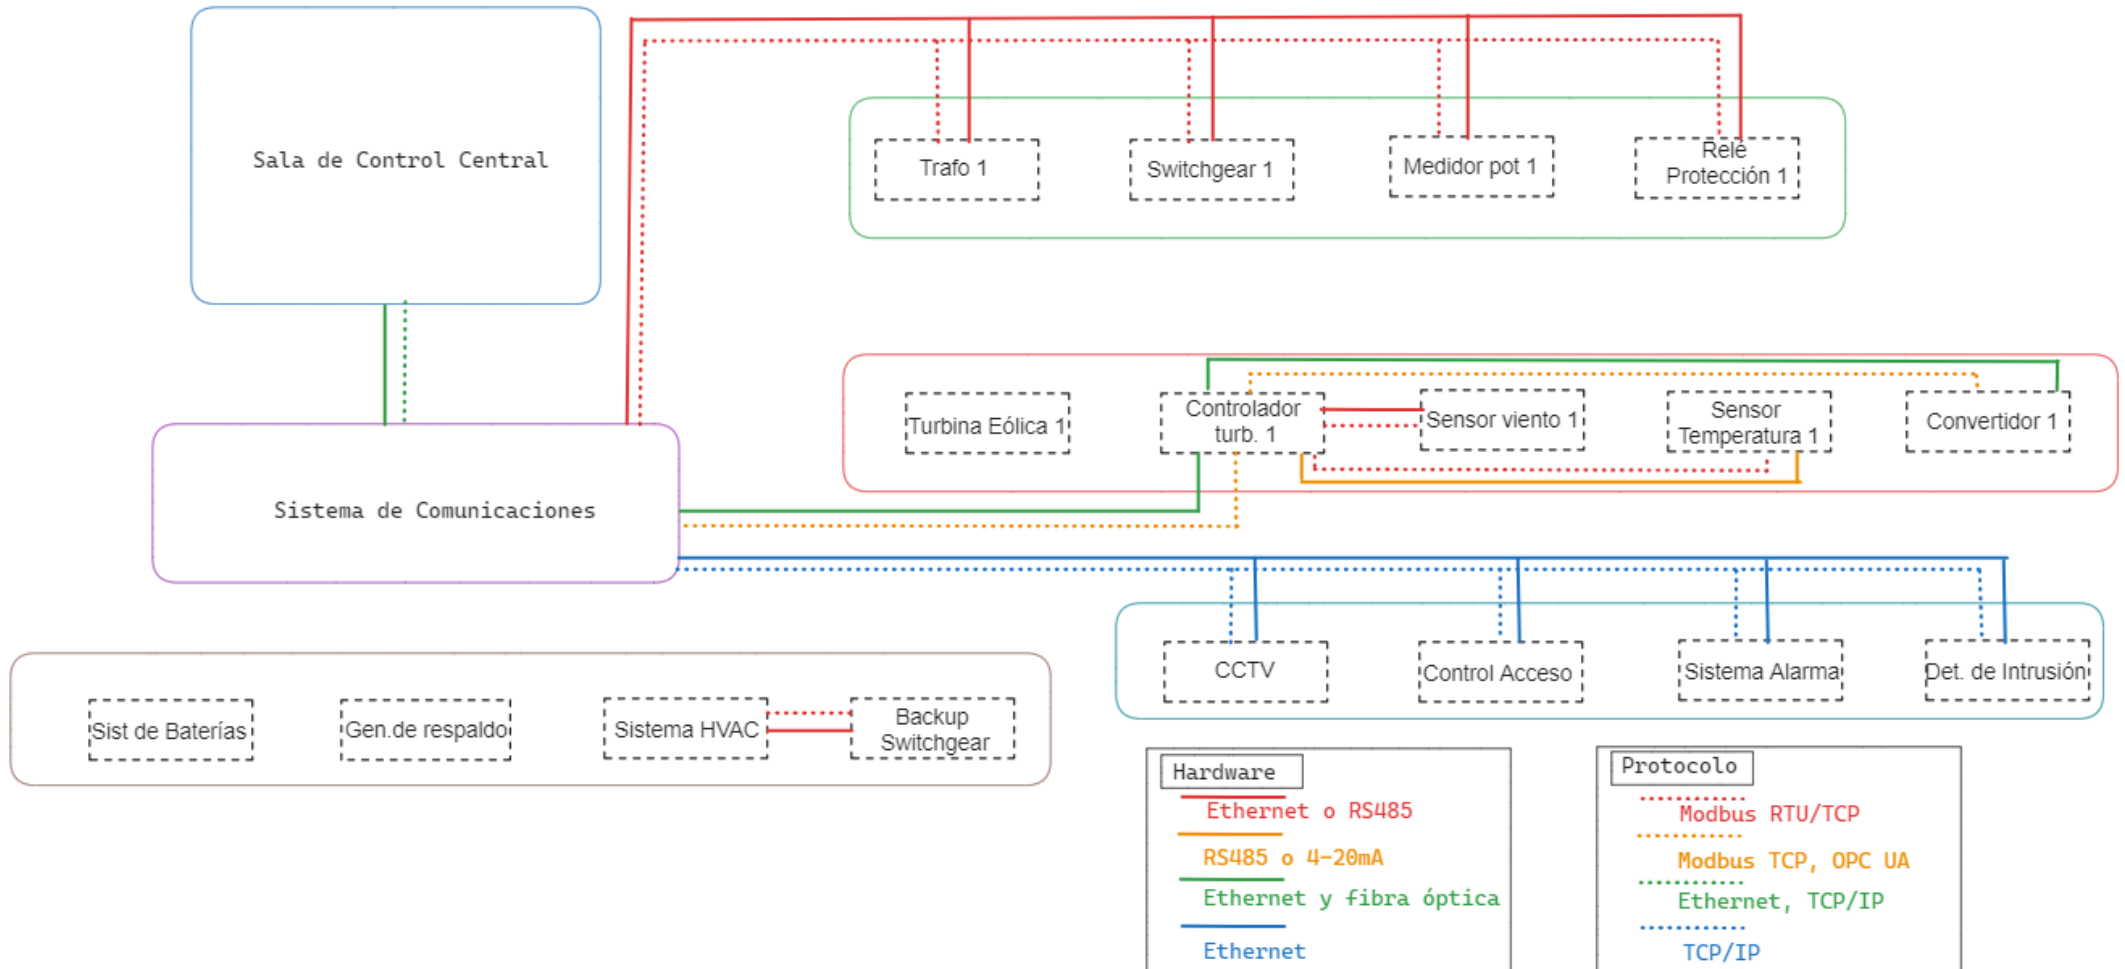 Sala de Control Central
Trafo 1
Switchgear 1
Medidor pot 1
Relé
Protección 1
Turbina Eólica 1
Controlador
turb. 1
Sensor viento 1
Sensor
Temperatura 1
Convertidor 1
Sistema de Comunicaciones
CCTV
Control Acceso
Sistema Alarma
Det. de Intrusión
Sist de Baterías
Gen.de respaldo
Sistema HVAC
Backup
Switchgear
Hardware
Ethernet o RS485
RS485 o 4-20mA
Ethernet y fibra óptica
Ethernet
Protocolo
Modbus RTU/TCP
Modbus TCP, OPC UA
Ethernet, TCP/IP
TCP/IP